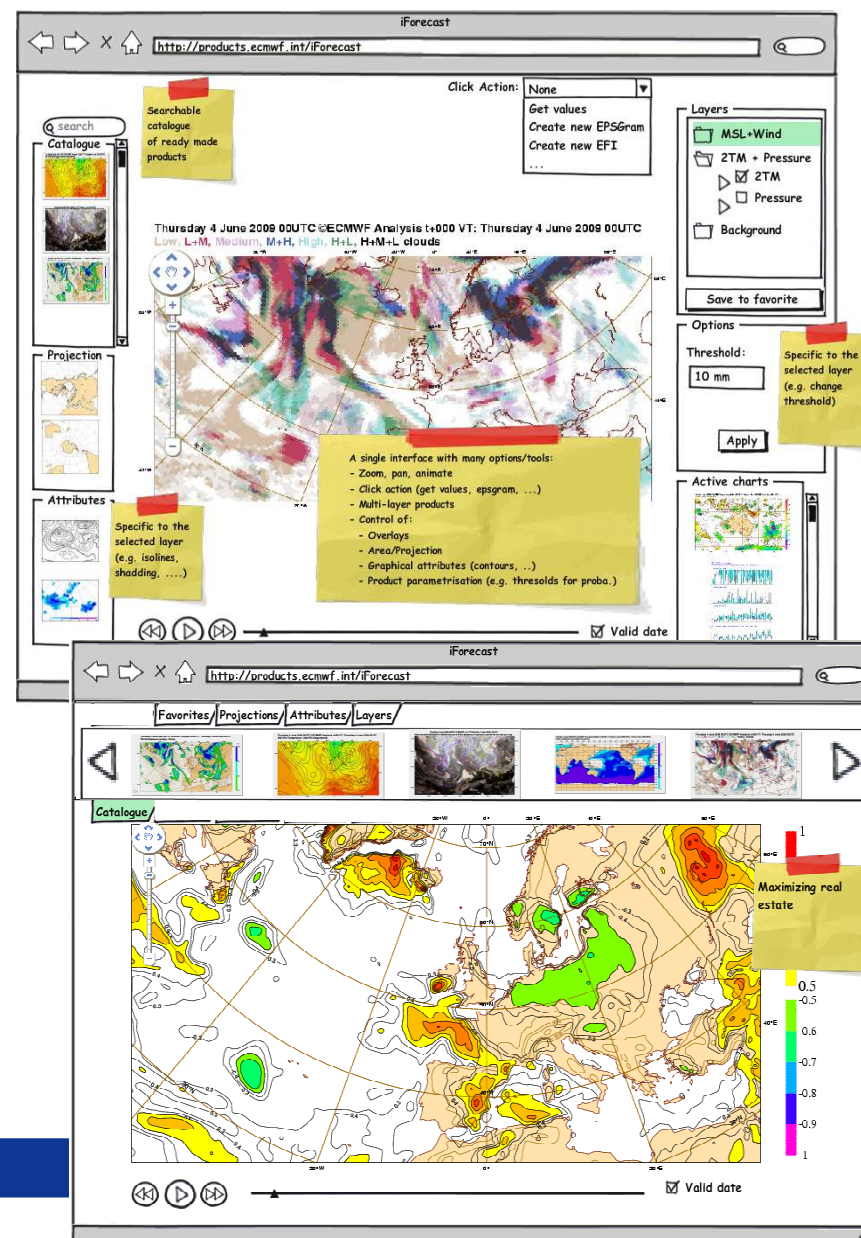 iForecast
http://products.ecmwf.int/iForecast
Click Action:
None
Get values
Create new EPSGram
Create new EFI
...
Searchable
catalogue
of ready made
products
search
Catalogue
Layers
MSL+Wind
2TM + Pressure
2TM
Pressure
Background
Save to favorite
Thursday 4 June 2009 00UTC ©ECMWF Analysis t+000 VT: Thursday 4 June 2009 00UTC
Low, L+M, Medium, M+H, High, H+L, H+M+L clouds
Options
Threshold:
10 mm
Apply
Specific to the
selected layer
(e.g. change
threshold)
Projection
Attributes
Specific to the
selected layer
(e.g. isolines,
shadding, ....)
A single interface with many options/tools:
- Zoom, pan, animate
- Click action (get values, epsgram, ...)
- Multi-layer products
- Control of:
- Overlays
- Area/Projection
- Graphical attributes (contours, ..)
- Product parametrisation (e.g. thresolds for proba.)
Active charts
Valid date
iForecast
http://products.ecmwf.int/iForecast
Favorites
Projections
Attributes
Layers
Catalogue
Maximizing real
estate
1
0.5
-0.5
0.6
-0.7
-0.8
-0.9
1
Valid date